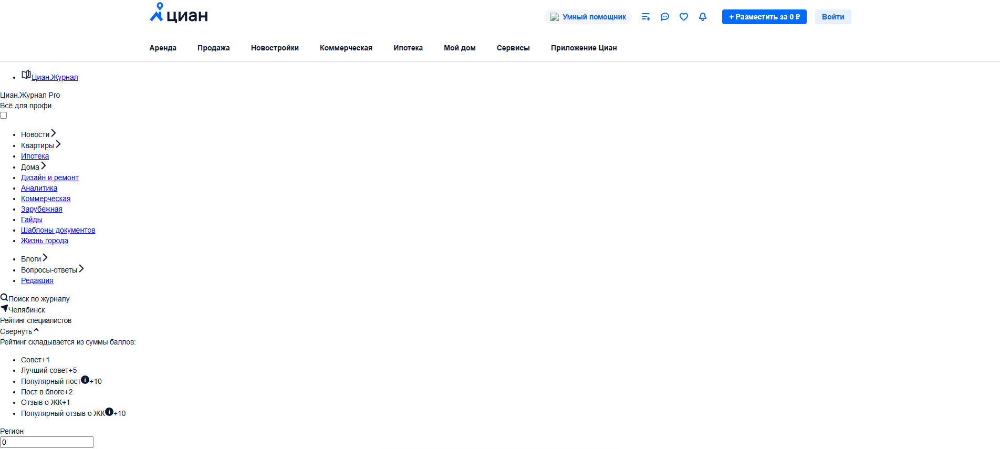 циан
Умный помощник
+ Разместить за 0 ₽
Войти
Аренда Продажа Новостройки Коммерческая Ипотека Мой дом Сервисы Приложение Циан
Циан.Журнал
Циан.Журнал Pro
Всё для профи
Новости
Квартиры
Ипотека
Дома
Дизайн и ремонт
Аналитика
Коммерческая
Зарубежная
Гайды
Шаблоны документов
Жизнь города
Блоги
Вопросы-ответы
Редакция
Поиск по журналу
Челябинск
Рейтинг специалистов
Свернуть
Рейтинг складывается из суммы баллов:
Совет+1
Лучший совет+5
Популярный пост+10
Пост в блоге+2
Отзыв о ЖК+1
Популярный отзыв о ЖК+10
Регион
0